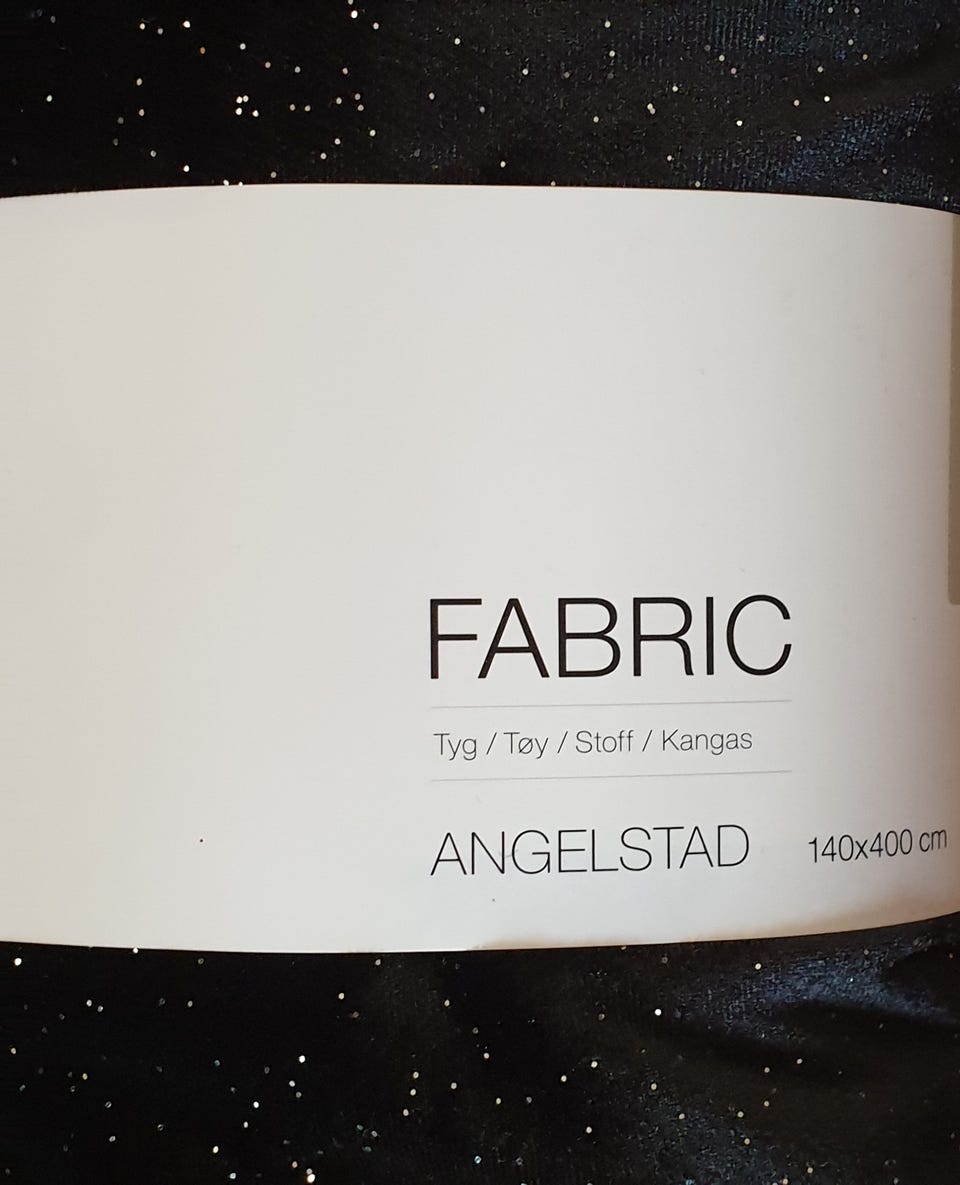 FABRIC
Tyg / Tøy / Stoff / Kangas
ANGELSTAD 140x400 cm